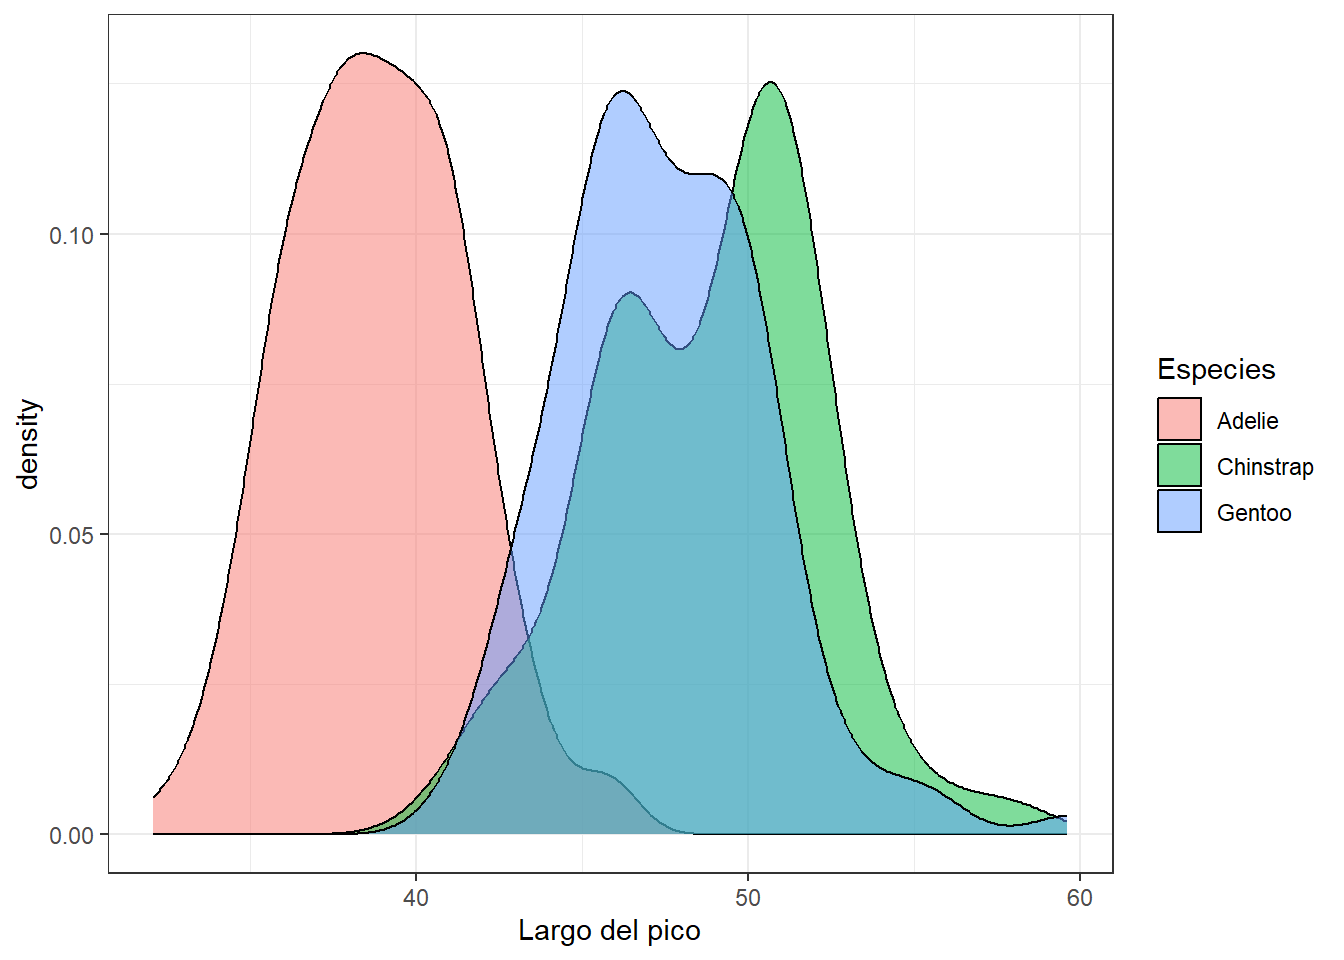 density
0.10
0.05
0.00
40
50
60
Largo del pico
Especies
Adelie
Chinstrap
Gentoo